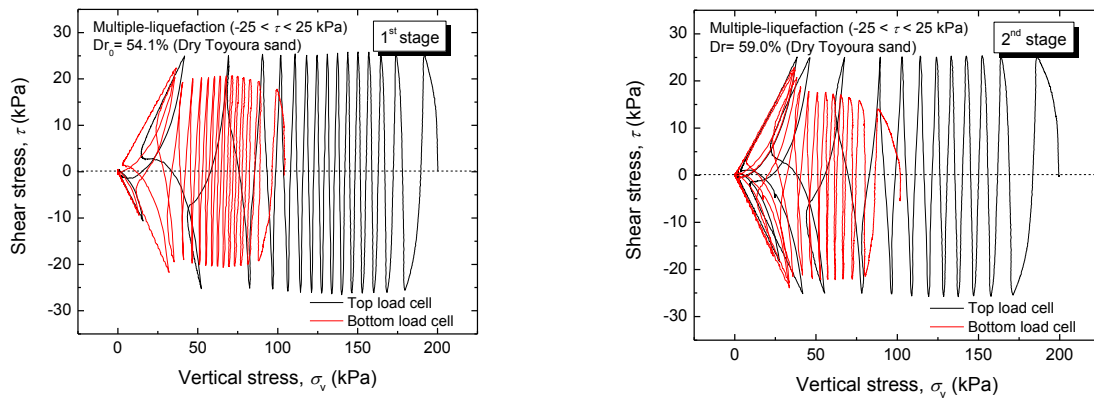 Multiple-liquefaction (-25 < τ < 25 kPa)
Dr0= 54.1% (Dry Toyoura sand)
1st stage
30
20
10
0
-10
-20
-30
Shear stress, τ (kPa)
Top load cell
Bottom load cell
0 50 100 150 200
Vertical stress, σv (kPa)
Multiple-liquefaction (-25 < τ < 25 kPa)
Dr= 59.0% (Dry Toyoura sand)
2nd stage
30
20
10
0
-10
-20
-30
Shear stress, τ (kPa)
Top load cell
Bottom load cell
0 50 100 150 200
Vertical stress, σv (kPa)